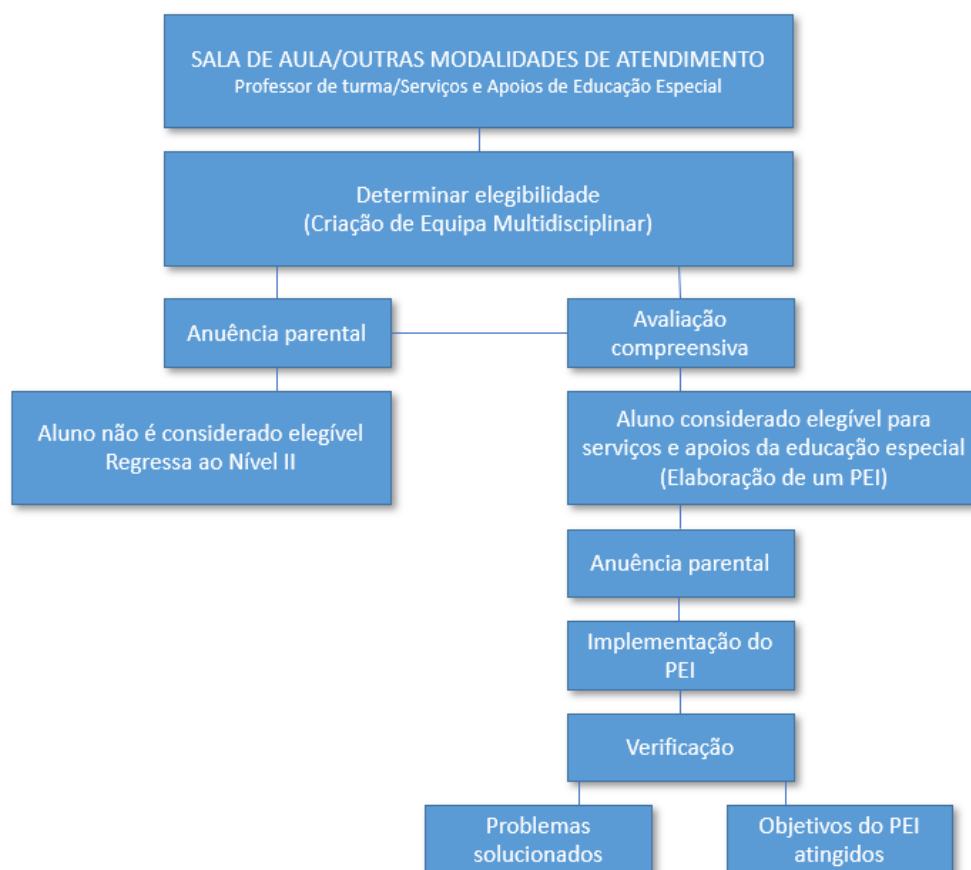 SALA DE AULA/OUTRAS MODALIDADES DE ATENDIMENTO
Professor de turma/Serviços e Apoios de Educação Especial
Determinar elegibilidade
(Criação de Equipa Multidisciplinar)
Anuência parental
Avaliação
compreensiva
Aluno não é considerado elegível
Regressa ao Nível II
Aluno considerado elegível para
serviços e apoios da educação especial
(Elaboração de um PEI)
Anuência parental
Implementação do
PEI
Verificação
Problemas
solucionados
Objetivos do PEI
atingidos